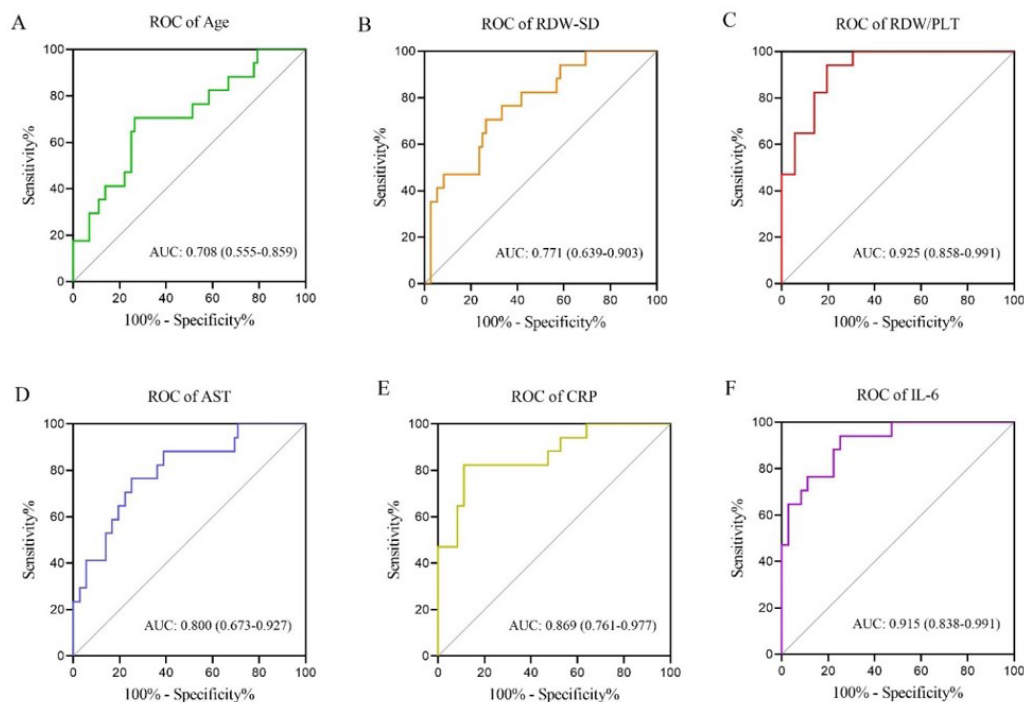 A
ROC of Age
100
80
60
40
20
0
Sensitivity%
AUC: 0.708 (0.555-0.859)
0 20 40 60 80 100
100% - Specificity%
B
ROC of RDW-SD
100
80
60
40
20
0
Sensitivity%
AUC: 0.771 (0.639-0.903)
0 20 40 60 80 100
100% - Specificity%
C
ROC of RDW/PLT
100
80
60
40
20
0
Sensitivity%
AUC: 0.925 (0.858-0.991)
0 20 40 60 80 100
100% - Specificity%
D
ROC of AST
100
80
60
40
20
0
Sensitivity%
AUC: 0.800 (0.673-0.927)
0 20 40 60 80 100
100% - Specificity%
E
ROC of CRP
100
80
60
40
20
0
Sensitivity%
AUC: 0.869 (0.761-0.977)
0 20 40 60 80 100
100% - Specificity%
F
ROC of IL-6
100
80
60
40
20
0
Sensitivity%
AUC: 0.915 (0.838-0.991)
0 20 40 60 80 100
100% - Specificity%